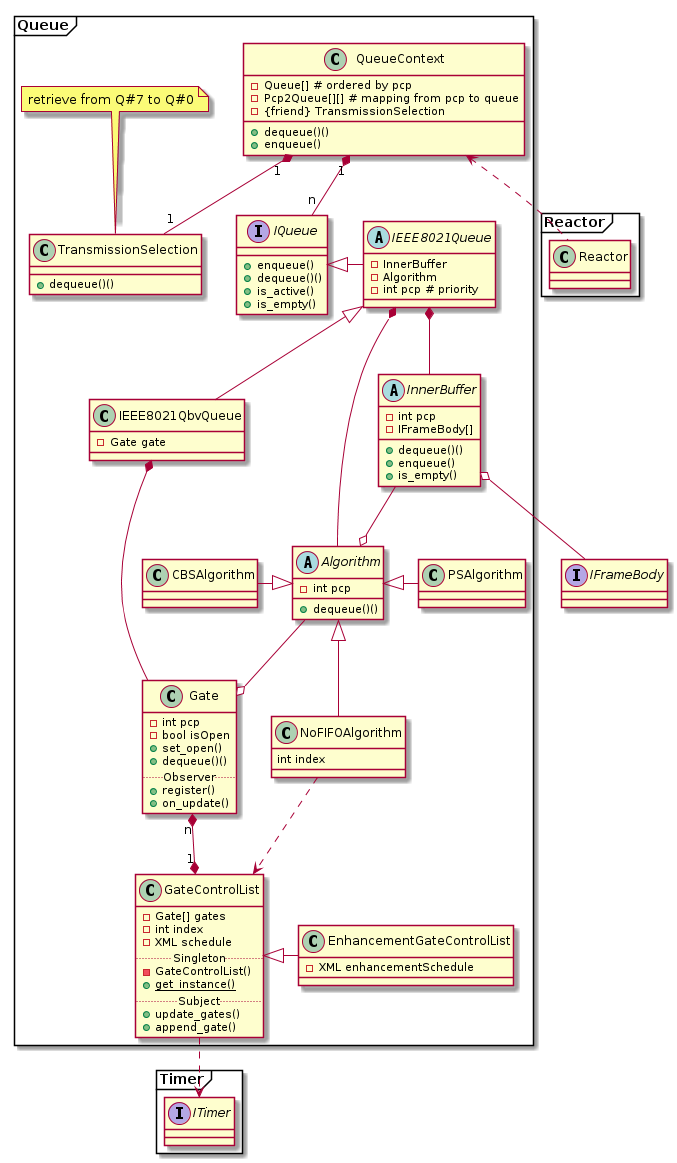 Queue
C QueueContext
Queue[] # ordered by pcp
Pcp2Queue[][] # mapping from pcp to queue
{friend} TransmissionSelection
dequeue()()
enqueue()
retrieve from Q#7 to Q#0
1
1
1
n
C TransmissionSelection
dequeue()()
I IQueue
enqueue()
dequeue()()
is_active()
is_empty()
A IEEE8021Queue
InnerBuffer
Algorithm
int pcp # priority
Reactor
C Reactor
C IEEE8021QbvQueue
Gate gate
A InnerBuffer
int pcp
IFrameBody[]
dequeue()()
enqueue()
is_empty()
C CBSAlgorithm
A Algorithm
int pcp
dequeue()()
C PSAlgorithm
I IFrameBody
C Gate
int pcp
bool isOpen
set_open()
dequeue()()
Observer
register()
on_update()
C NoFIFOAlgorithm
int index
n
1
C GateControlList
Gate[] gates
int index
XML schedule
Singleton
GateControlList()
get_instance()
Subject
update_gates()
append_gate()
C EnhancementGateControlList
XML enhancementSchedule
Timer
I ITimer